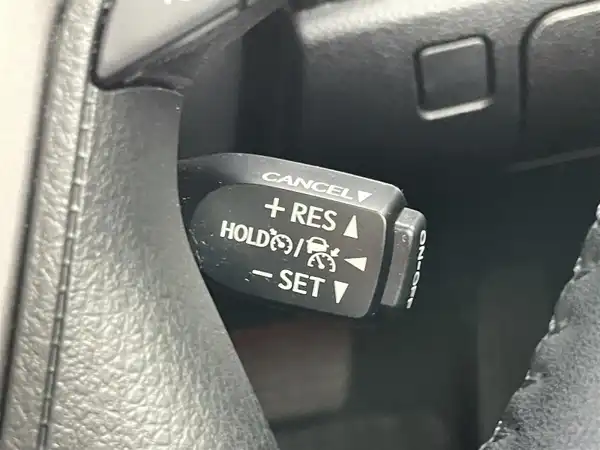 CANCEL▼
+ RES ▲
HOLD / ◀
− SET ▼
ON-OFF